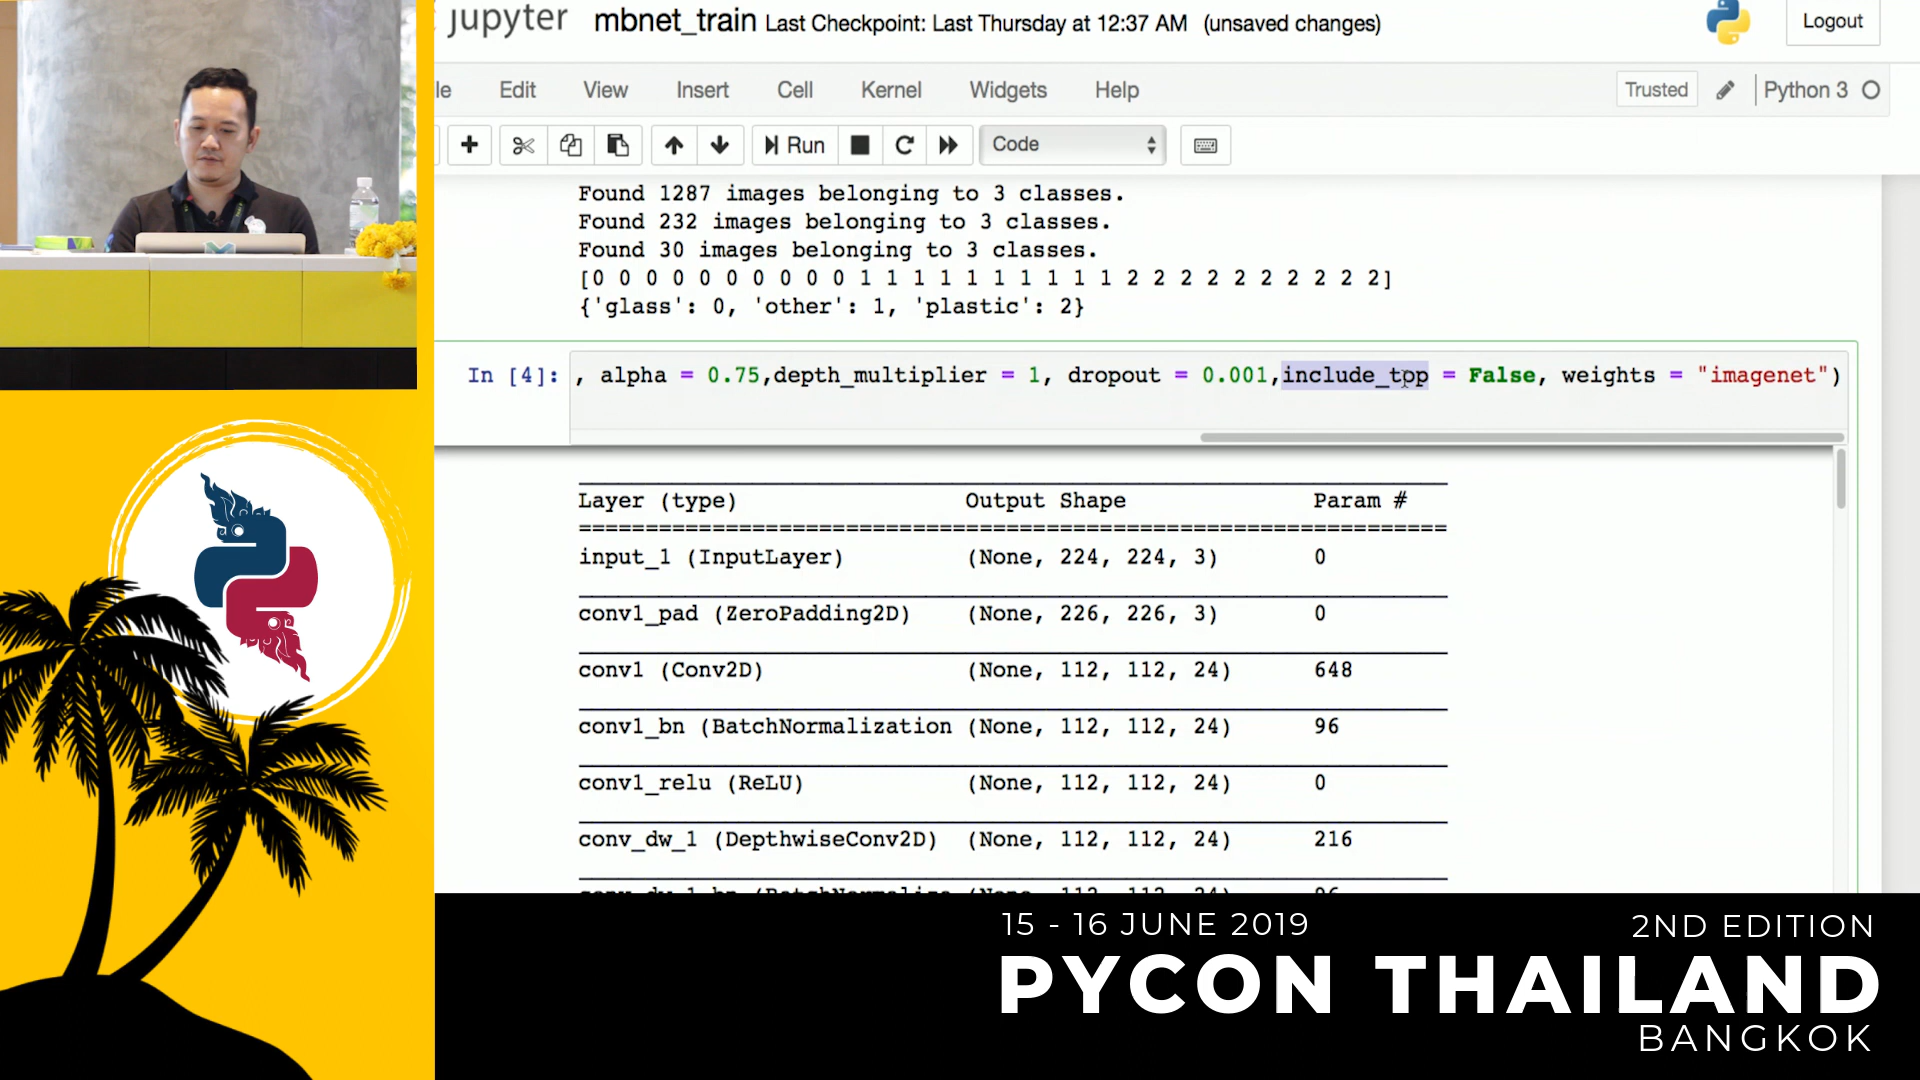 jupyter mbnet_train Last Checkpoint: Last Thursday at 12:37 AM (unsaved changes) Logout
le Edit View Insert Cell Kernel Widgets Help Trusted Python 3
Run Code
Found 1287 images belonging to 3 classes.
Found 232 images belonging to 3 classes.
Found 30 images belonging to 3 classes.
[0 0 0 0 0 0 0 0 0 0 1 1 1 1 1 1 1 1 1 1 2 2 2 2 2 2 2 2 2 2]
{'glass': 0, 'other': 1, 'plastic': 2}
In [4]: , alpha = 0.75,depth_multiplier = 1, dropout = 0.001,include_top = False, weights = "imagenet")
Layer (type) Output Shape Param #
=================================================================
input_1 (InputLayer) (None, 224, 224, 3) 0
conv1_pad (ZeroPadding2D) (None, 226, 226, 3) 0
conv1 (Conv2D) (None, 112, 112, 24) 648
conv1_bn (BatchNormalization (None, 112, 112, 24) 96
conv1_relu (ReLU) (None, 112, 112, 24) 0
conv_dw_1 (DepthwiseConv2D) (None, 112, 112, 24) 216
conv_dw_1_bn (BatchNormaliza (None, 112, 112, 24) 96
15 - 16 JUNE 2019 2ND EDITION
PYCON THAILAND
BANGKOK